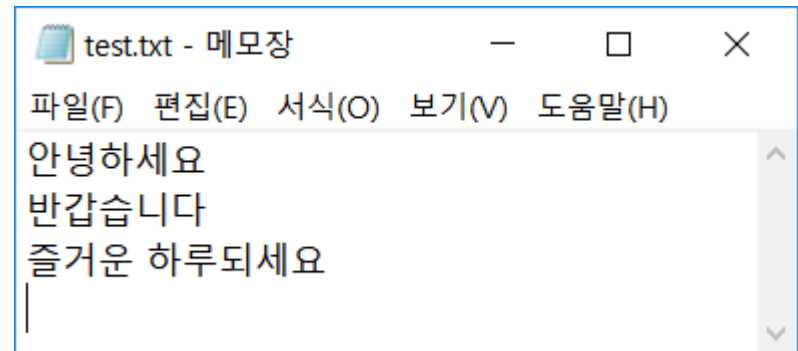 test.txt - 메모장
파일(F) 편집(E) 서식(O) 보기(V) 도움말(H)
안녕하세요
반갑습니다
즐거운 하루되세요